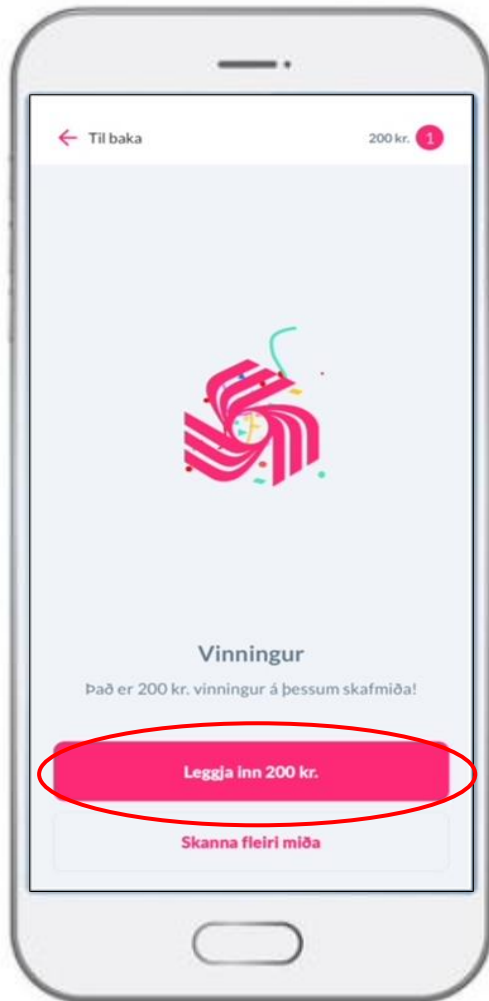 Til baka
200 kr. 1
Vinningur
Það er 200 kr. vinningur á þessum skafmiða!
Leggja inn 200 kr.
Skanna fleiri miða